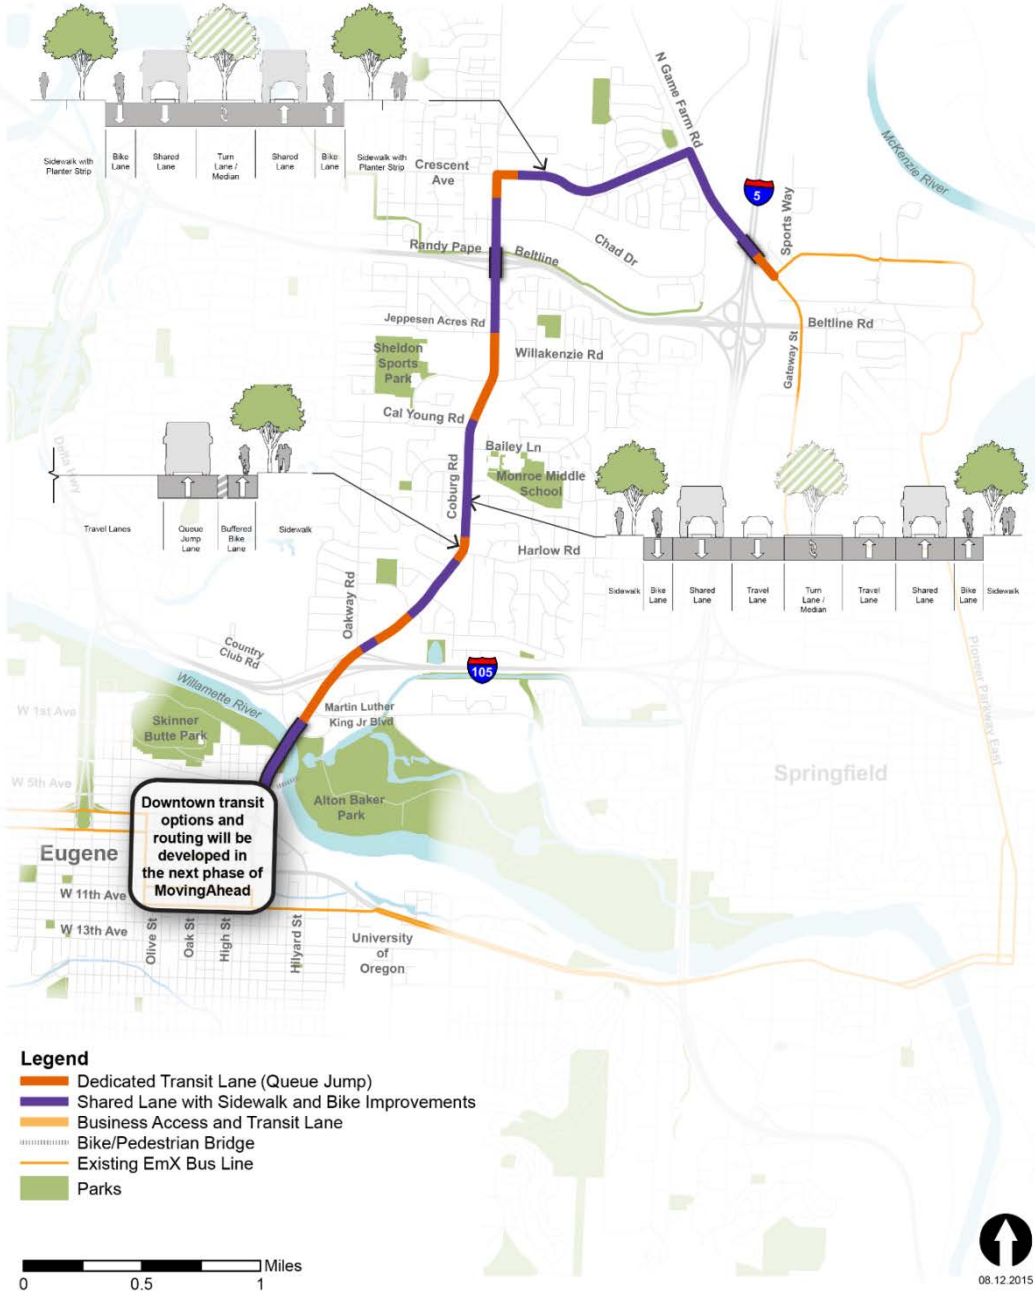 Sidewalk with
Planter Strip
Bike
Lane
Shared
Lane
Turn
Lane /
Median
Shared
Lane
Bike
Lane
Sidewalk with
Planter Strip
N Game Farm Rd
McKenzie River
Crescent
Ave
5
Sports Way
Randy Pape
Beltline
Chad Dr
Jeppesen Acres Rd
Beltline Rd
Gateway St
Willakenzie Rd
Sheldon
Sports
Park
Cal Young Rd
Bailey Ln
Monroe Middle
School
Coburg Rd
Delta Hwy
Travel Lanes
Queue
Jump
Lane
Buffered
Bike
Lane
Sidewalk
Harlow Rd
Sidewalk
Bike
Lane
Shared
Lane
Travel
Lane
Turn
Lane /
Median
Travel
Lane
Shared
Lane
Bike
Lane
Sidewalk
Oakway Rd
Country
Club Rd
105
Pioneer Parkway East
Willamette River
Martin Luther
King Jr Blvd
W 1st Ave
Skinner
Butte Park
W 5th Ave
Springfield
Alton Baker
Park
Downtown transit
options and
routing will be
developed in
the next phase of
MovingAhead
Eugene
W 11th Ave
W 13th Ave
Olive St
Oak St
High St
Hilyard St
University
of
Oregon
Legend
Dedicated Transit Lane (Queue Jump)
Shared Lane with Sidewalk and Bike Improvements
Business Access and Transit Lane
Bike/Pedestrian Bridge
Existing EmX Bus Line
Parks
Miles
0 0.5 1
08.12.2015